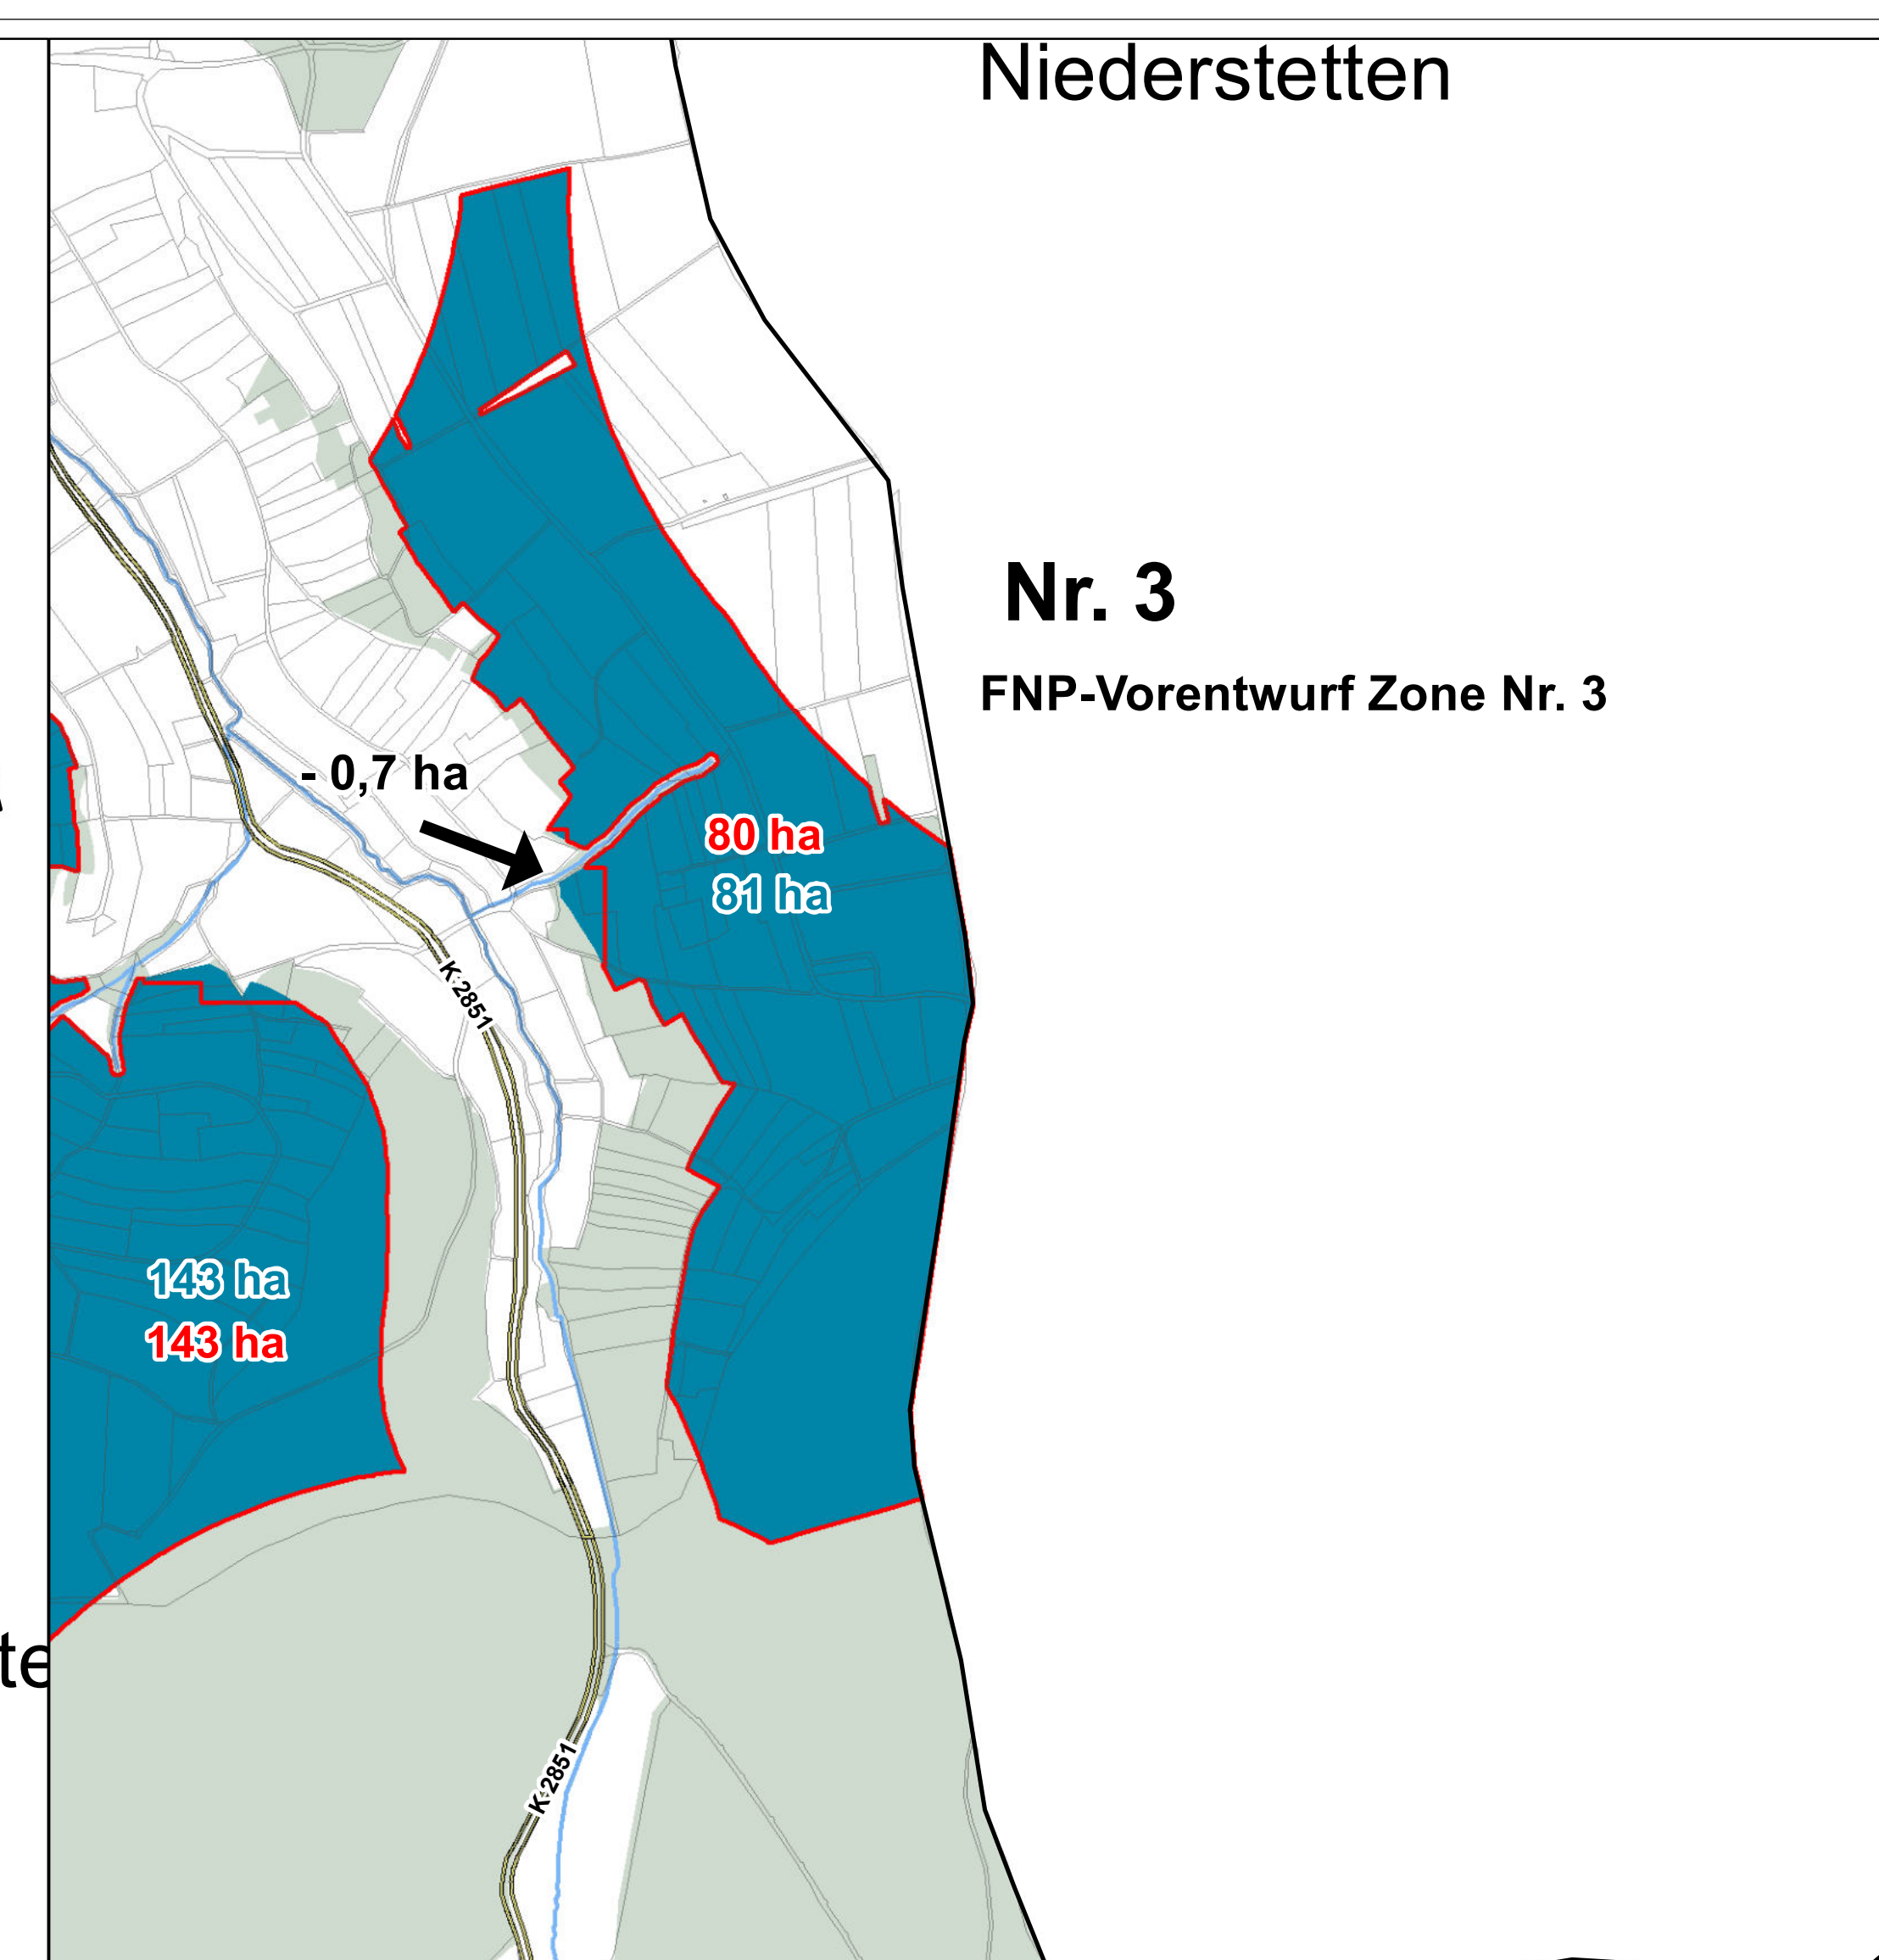 Niederstetten
Nr. 3
FNP-Vorentwurf Zone Nr. 3
- 0,7 ha
80 ha
81 ha
K 2851
143 ha
143 ha
te
K 2851